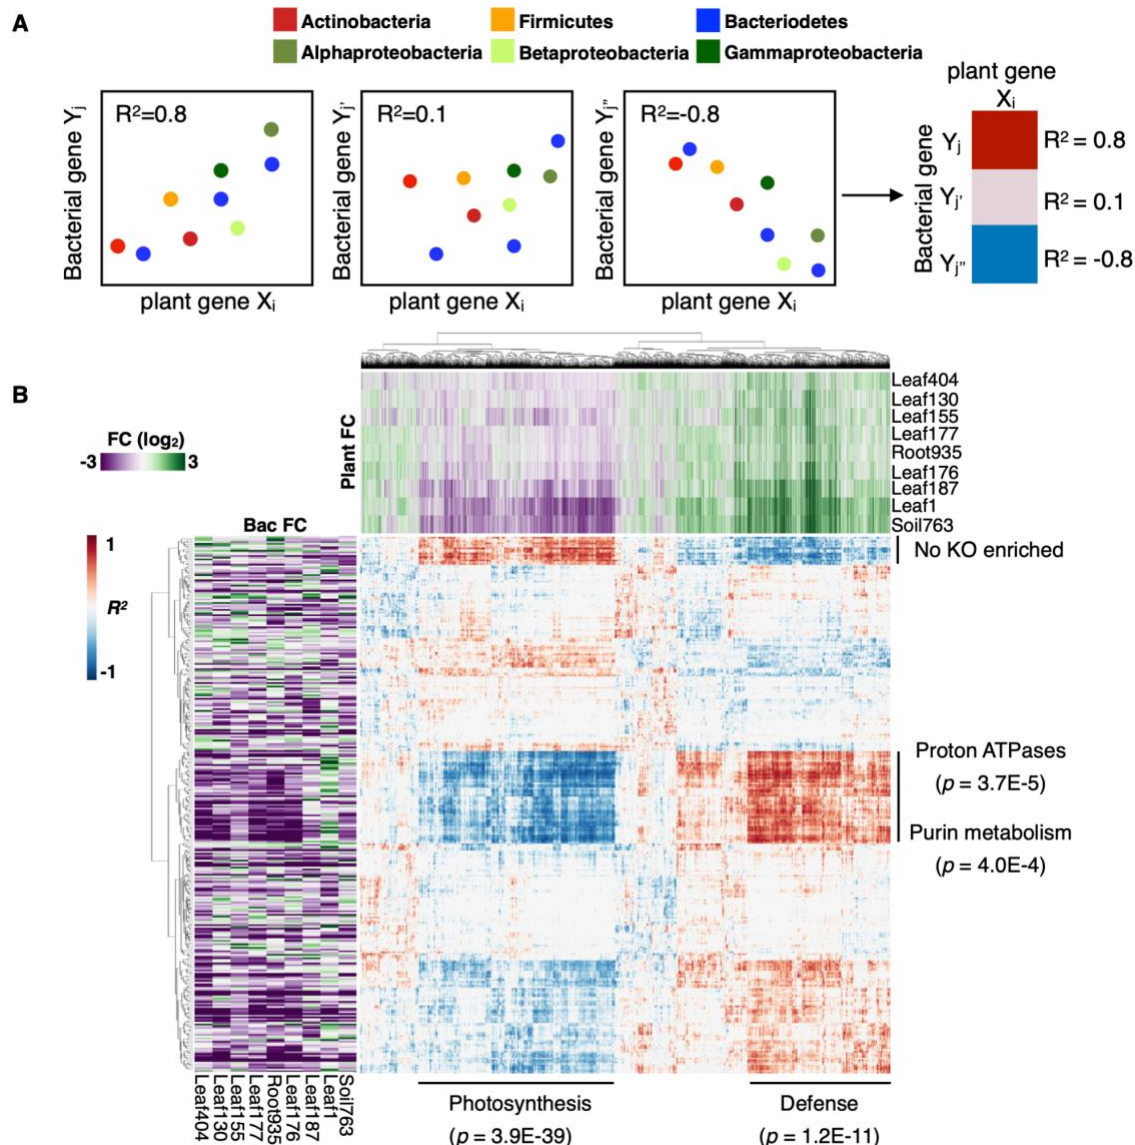 A
Actinobacteria
Firmicutes
Bacteriodetes
Alphaproteobacteria
Betaproteobacteria
Gammaproteobacteria
Bacterial gene Yj
R²=0.8
plant gene Xi
Bacterial gene Yj'
R²=0.1
plant gene Xi
Bacterial gene Yj"
R²=-0.8
plant gene Xi
plant gene
Xi
Bacterial gene
Yj
R² = 0.8
Yj'
R² = 0.1
Yj"
R² = -0.8
B
FC (log₂)
-3
3
Plant FC
Leaf404
Leaf130
Leaf155
Leaf177
Root935
Leaf176
Leaf187
Leaf1
Soil763
Bac FC
1
R²
-1
No KO enriched
Proton ATPases
(p = 3.7E-5)
Purin metabolism
(p = 4.0E-4)
Leaf404
Leaf130
Leaf155
Leaf177
Root935
Leaf176
Leaf187
Leaf1
Soil763
Photosynthesis
(p = 3.9E-39)
Defense
(p = 1.2E-11)